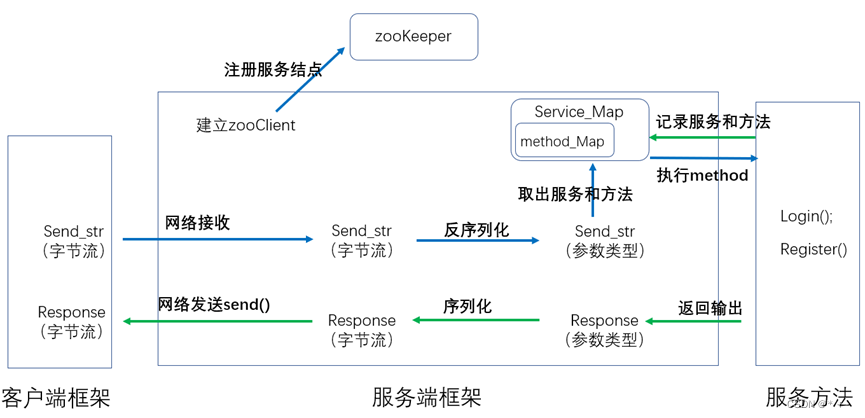 zooKeeper
注册服务结点
建立zooClient
Service_Map
method_Map
记录服务和方法
执行method
取出服务和方法
Login();
Register()
Send_str
（字节流）
网络接收
Send_str
（字节流）
反序列化
Send_str
（参数类型）
Response
（字节流）
网络发送send()
Response
（字节流）
序列化
Response
（参数类型）
返回输出
客户端框架
服务端框架
服务方法